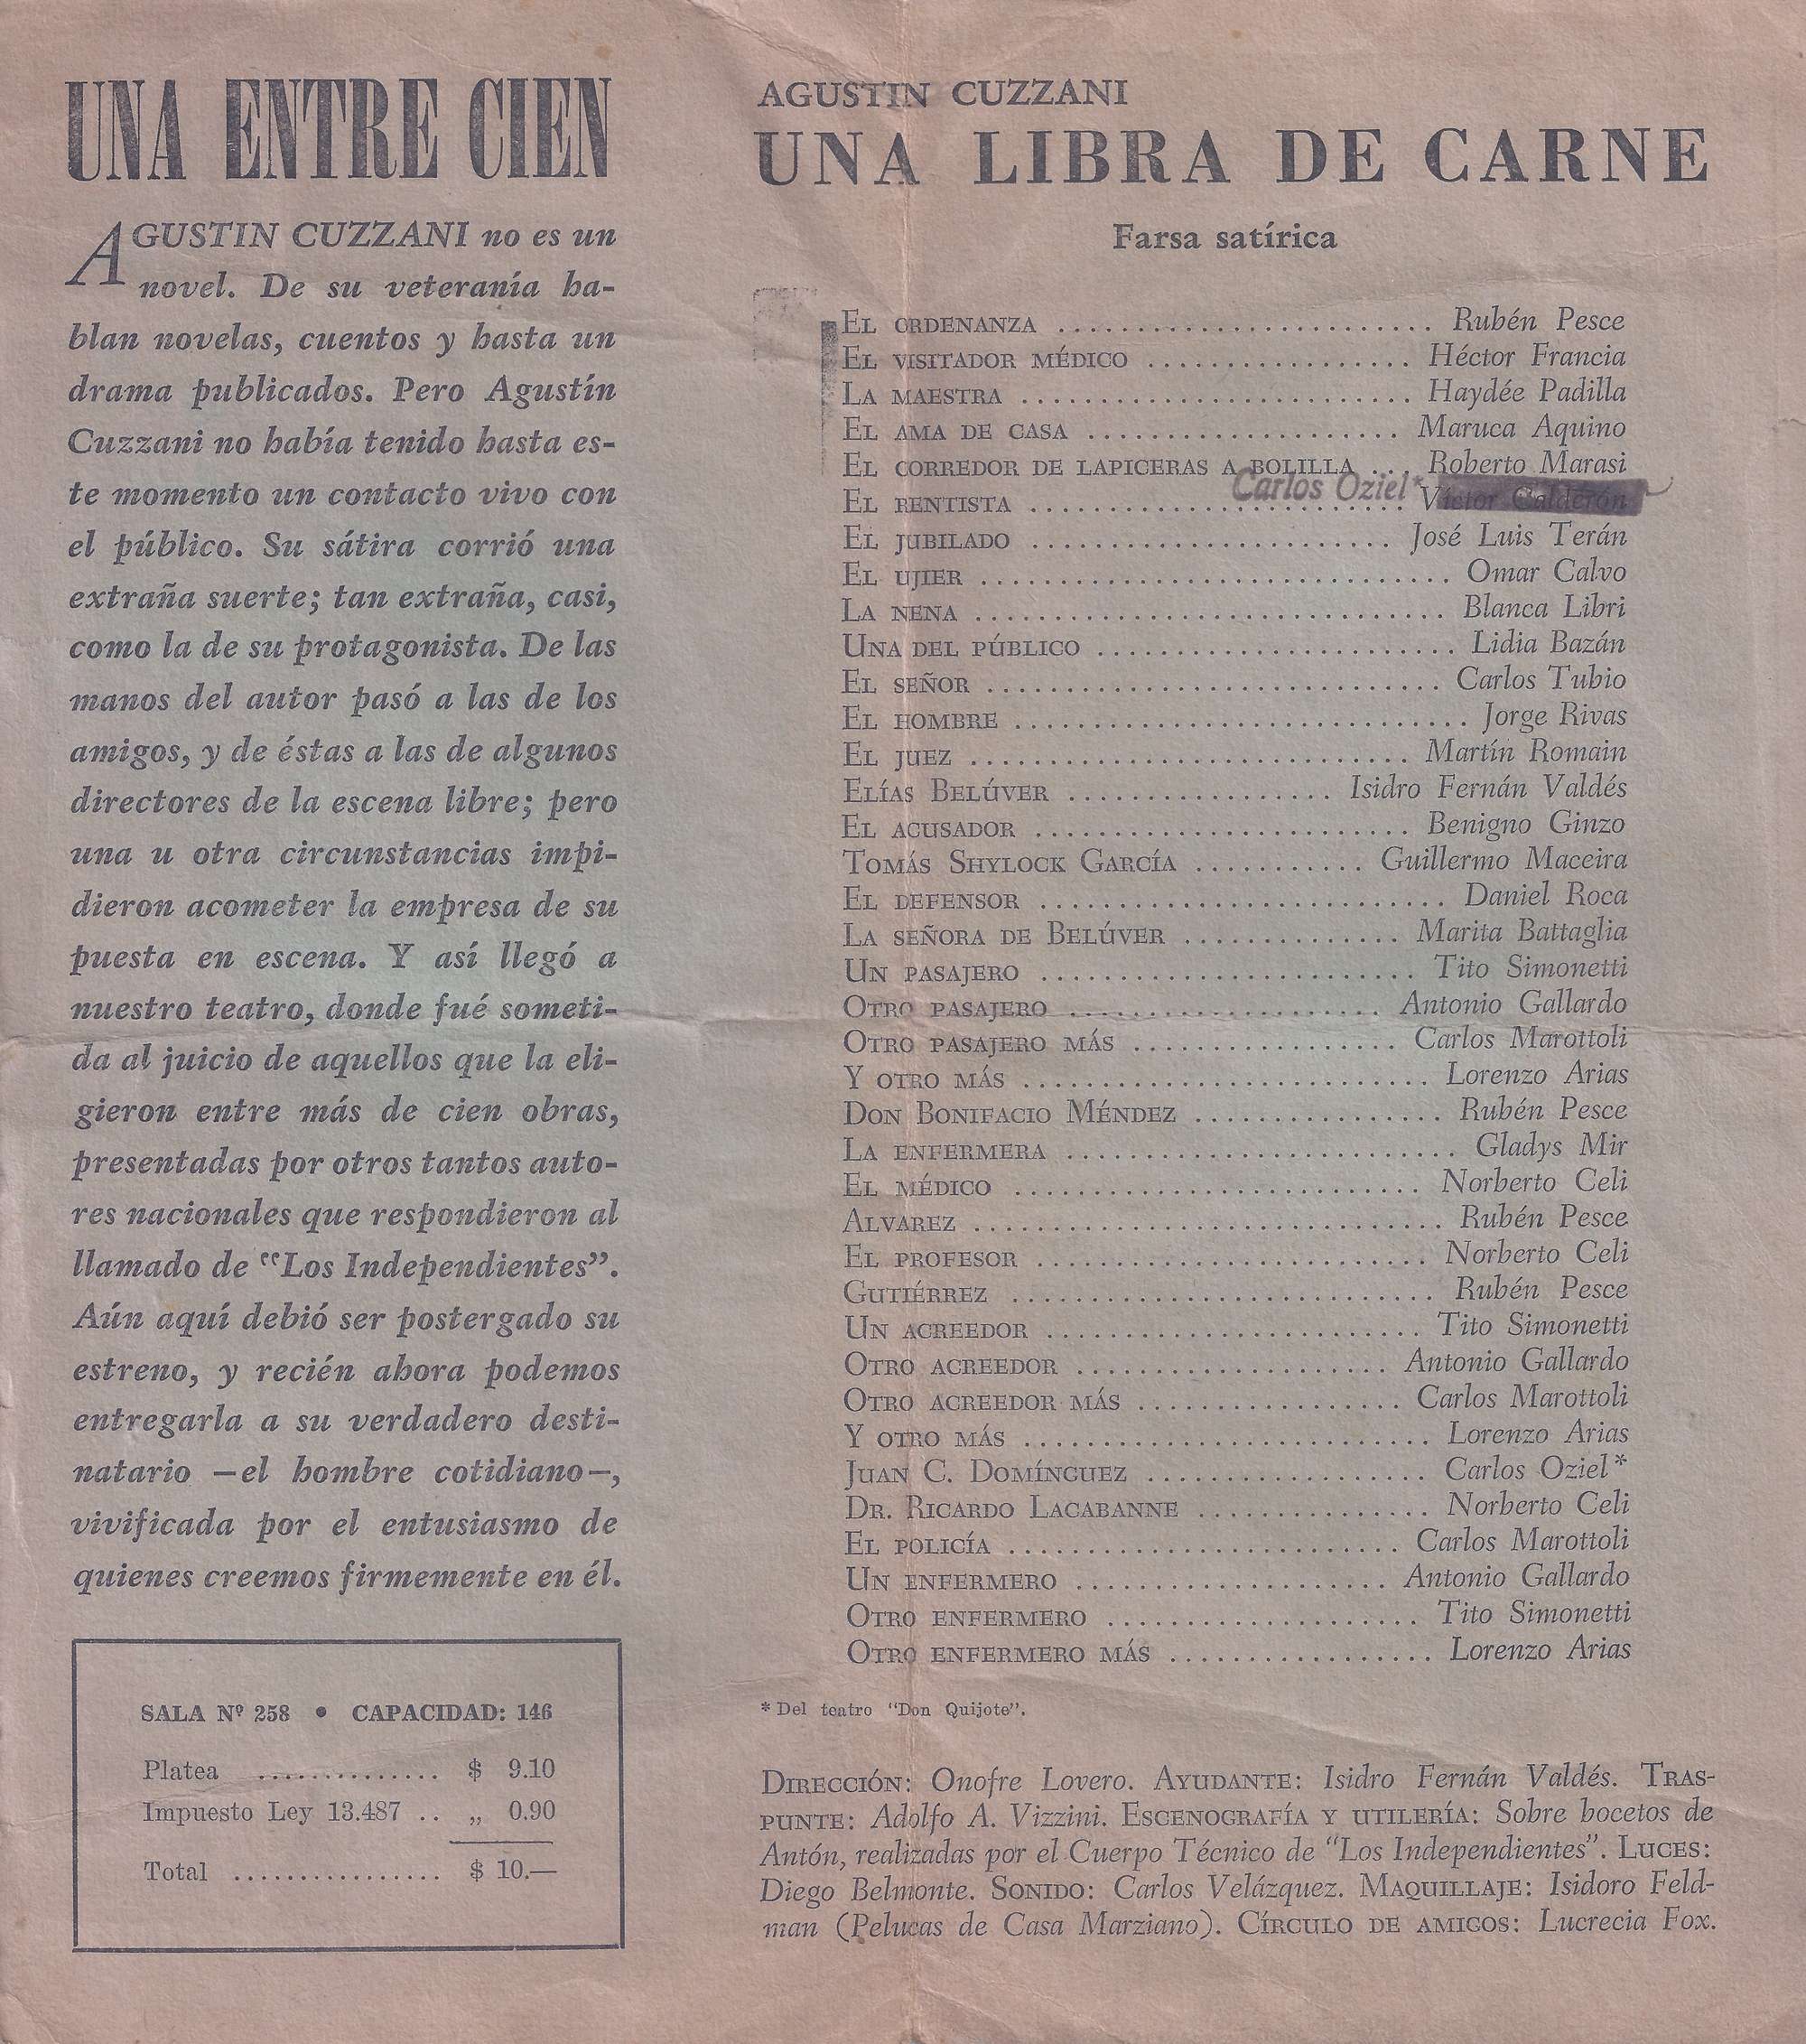 UNA ENTRE CIEN
AGUSTIN CUZZANI no es un
novel. De su veteranía ha-
blan novelas, cuentos y hasta un
drama publicados. Pero Agustín
Cuzzani no había tenido hasta es-
te momento un contacto vivo con
el público. Su sátira corrió una
extraña suerte; tan extraña, casi,
como la de su protagonista. De las
manos del autor pasó a las de los
amigos, y de éstas a las de algunos
directores de la escena libre; pero
una u otra circunstancias impi-
dieron acometer la empresa de su
puesta en escena. Y así llegó a
nuestro teatro, donde fué someti-
da al juicio de aquellos que la eli-
gieron entre más de cien obras,
presentadas por otros tantos auto-
res nacionales que respondieron al
llamado de “Los Independientes”.
Aún aquí debió ser postergado su
estreno, y recién ahora podemos
entregarla a su verdadero desti-
natario —el hombre cotidiano—,
vivificada por el entusiasmo de
quienes creemos firmemente en él.
SALA Nº 258 • CAPACIDAD: 146
Platea .............. $ 9.10
Impuesto Ley 13.487 .. „ 0.90
Total ................ $ 10.—
AGUSTIN CUZZANI
UNA LIBRA DE CARNE
Farsa satírica
EL ORDENANZA .......................... Rubén Pesce
EL VISITADOR MÉDICO .................. Héctor Francia
LA MAESTRA .......................... Haydée Padilla
EL AMA DE CASA ..................... Maruca Aquino
EL CORREDOR DE LAPICERAS A BOLILLA ... Roberto Marasi
Carlos Oziel*
EL RENTISTA .......................... Víctor Calderón
EL JUBILADO ......................... José Luis Terán
EL UJIER ............................... Omar Calvo
LA NENA .............................. Blanca Libri
UNA DEL PÚBLICO ....................... Lidia Bazán
EL SEÑOR .............................. Carlos Tubio
EL HOMBRE .............................. Jorge Rivas
EL JUEZ ............................. Martín Romain
ELÍAS BELÚVER ................. Isidro Fernán Valdés
EL ACUSADOR ......................... Benigno Ginzo
TOMÁS SHYLOCK GARCÍA ........... Guillermo Maceira
EL DEFENSOR ........................... Daniel Roca
LA SEÑORA DE BELÚVER .............. Marita Battaglia
UN PASAJERO ......................... Tito Simonetti
OTRO PASAJERO ..................... Antonio Gallardo
OTRO PASAJERO MÁS ................. Carlos Marottoli
Y OTRO MÁS ........................... Lorenzo Arias
DON BONIFACIO MÉNDEZ ................ Rubén Pesce
LA ENFERMERA .......................... Gladys Mir
EL MÉDICO ........................... Norberto Celi
ALVAREZ ............................... Rubén Pesce
EL PROFESOR .......................... Norberto Celi
GUTIÉRREZ ............................ Rubén Pesce
UN ACREEDOR ......................... Tito Simonetti
OTRO ACREEDOR ..................... Antonio Gallardo
OTRO ACREEDOR MÁS ................. Carlos Marottoli
Y OTRO MÁS ........................... Lorenzo Arias
JUAN C. DOMÍNGUEZ ................... Carlos Oziel*
DR. RICARDO LACABANNE ................ Norberto Celi
EL POLICÍA .......................... Carlos Marottoli
UN ENFERMERO ..................... Antonio Gallardo
OTRO ENFERMERO ..................... Tito Simonetti
OTRO ENFERMERO MÁS .................. Lorenzo Arias
* Del teatro “Don Quijote”.
DIRECCIÓN: Onofre Lovero. AYUDANTE: Isidro Fernán Valdés. TRAS-
PUNTE: Adolfo A. Vizzini. ESCENOGRAFÍA Y UTILERÍA: Sobre bocetos de
Antón, realizadas por el Cuerpo Técnico de “Los Independientes”. LUCES:
Diego Belmonte. SONIDO: Carlos Velázquez. MAQUILLAJE: Isidoro Feld-
man (Pelucas de Casa Marziano). CÍRCULO DE AMIGOS: Lucrecia Fox.